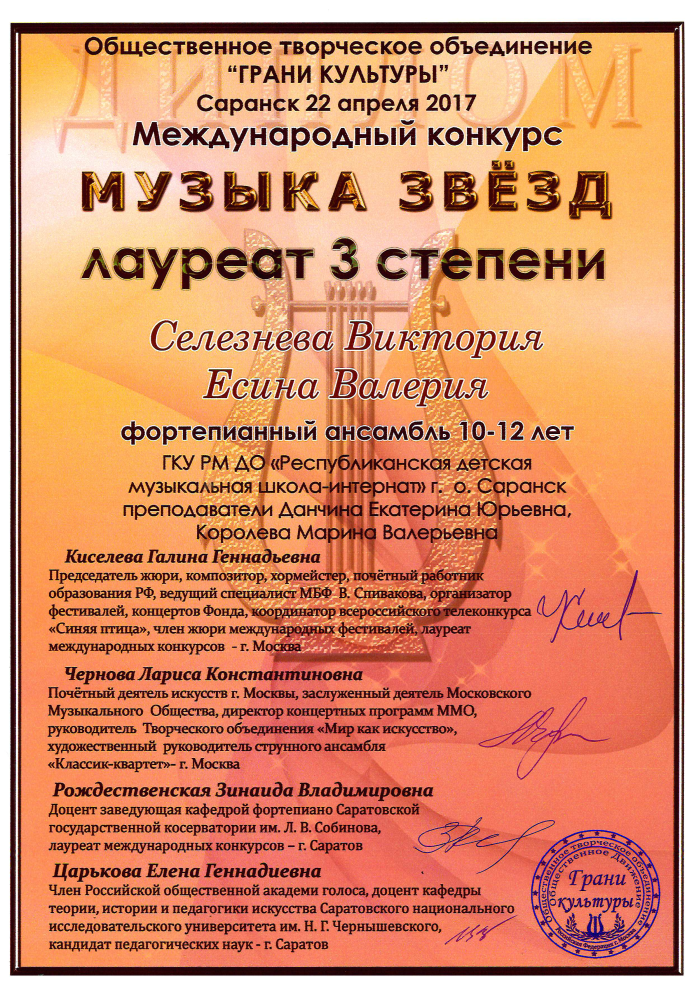 ДИПЛОМ
Общественное творческое объединение
“ГРАНИ КУЛЬТУРЫ”
Саранск 22 апреля 2017
Международный конкурс
МУЗЫКА ЗВЁЗД
лауреат 3 степени
Селезнева Виктория
Есина Валерия
фортепианный ансамбль 10-12 лет
ГКУ РМ ДО «Республиканская детская
музыкальная школа-интернат» г. о. Саранск
преподаватели Данчина Екатерина Юрьевна,
Королева Марина Валерьевна
Киселева Галина Геннадьевна
Председатель жюри, композитор, хормейстер, почётный работник
образования РФ, ведущий специалист МБФ В. Спивакова, организатор
фестивалей, концертов Фонда, координатор всероссийского телеконкурса
«Синяя птица», член жюри международных фестивалей, лауреат
международных конкурсов - г. Москва
Чернова Лариса Константиновна
Почётный деятель искусств г. Москвы, заслуженный деятель Московского
Музыкального Общества, директор концертных программ ММО,
руководитель Творческого объединения «Мир как искусство»,
художественный руководитель струнного ансамбля
«Классик-квартет»- г. Москва
Рождественская Зинаида Владимировна
Доцент заведующая кафедрой фортепиано Саратовской
государственной косерватории им. Л. В. Собинова,
лауреат международных конкурсов – г. Саратов
Царькова Елена Геннадиевна
Член Российской общественной академи голоса, доцент кафедры
теории, истории и педагогики искусства Саратовского национального
исследовательского университета им. Н. Г. Чернышевского,
кандидат педагогических наук - г. Саратов
Общественное творческое объединение
Общественное Движение
Грани
культуры
Российская Федерация г. Москва